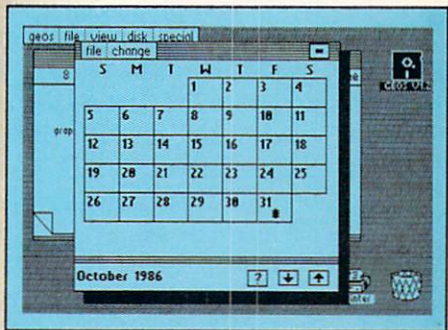 geos file view disk special
file change
8
GEOS V1.2
S M T W T F S
1 2 3 4
5 6 7 8 9 10 11
12 13 14 15 16 17 18
19 20 21 22 23 24 25
26 27 28 29 30 31
October 1986
?